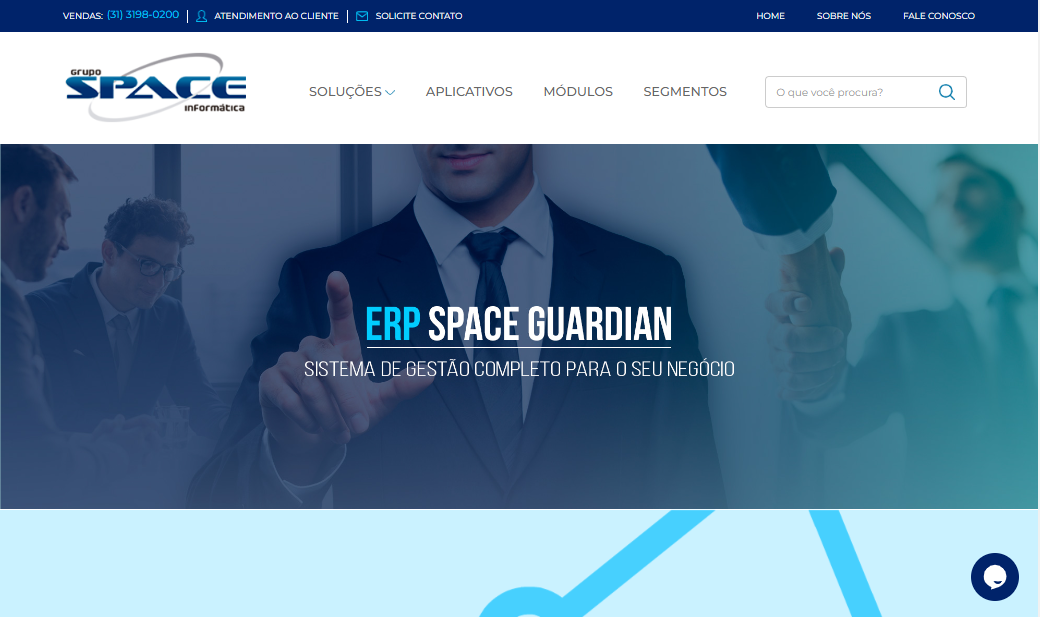 VENDAS: (31) 3198-0200 ATENDIMENTO AO CLIENTE SOLICITE CONTATO HOME SOBRE NÓS FALE CONOSCO
Grupo
SPACE
informática
SOLUÇÕES APLICATIVOS MÓDULOS SEGMENTOS O que você procura?
ERP SPACE GUARDIAN
SISTEMA DE GESTÃO COMPLETO PARA O SEU NEGÓCIO